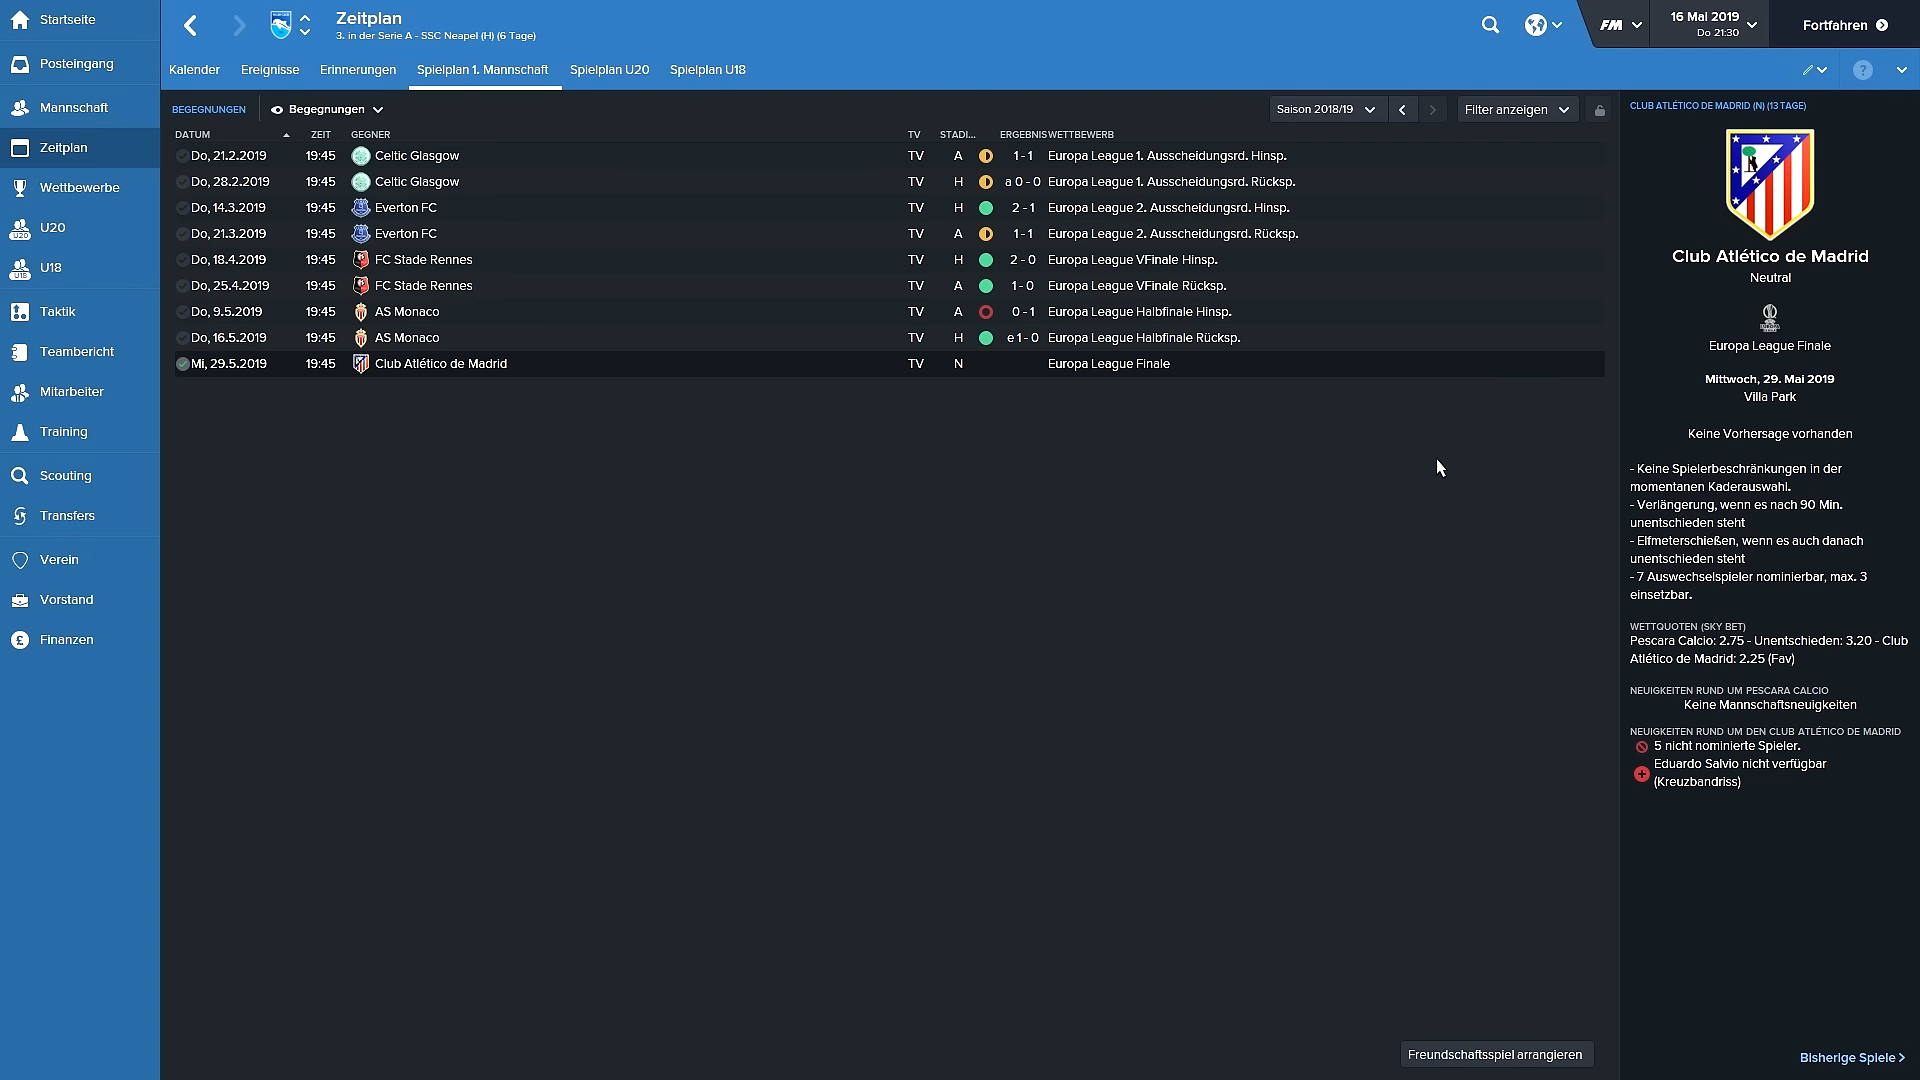 Startseite
Posteingang
Mannschaft
Zeitplan
Wettbewerbe
U20
U20
U18
U18
Taktik
Teambericht
Mitarbeiter
Training
Scouting
Transfers
Verein
Vorstand
Finanzen
Zeitplan
3. in der Serie A - SSC Neapel (H) (6 Tage)
FM
16 Mai 2019
Do 21:30
Fortfahren
Kalender Ereignisse Erinnerungen Spielplan 1. Mannschaft Spielplan U20 Spielplan U18
?
BEGEGNUNGEN Begegnungen
Saison 2018/19 Filter anzeigen
DATUM ZEIT GEGNER TV STADI... ERGEBNIS WETTBEWERB
Do, 21.2.2019 19:45 Celtic Glasgow TV A 1 - 1 Europa League 1. Ausscheidungsrd. Hinsp.
Do, 28.2.2019 19:45 Celtic Glasgow TV H a 0 - 0 Europa League 1. Ausscheidungsrd. Rücksp.
Do, 14.3.2019 19:45 Everton FC TV H 2 - 1 Europa League 2. Ausscheidungsrd. Hinsp.
Do, 21.3.2019 19:45 Everton FC TV A 1 - 1 Europa League 2. Ausscheidungsrd. Rücksp.
Do, 18.4.2019 19:45 FC Stade Rennes TV H 2 - 0 Europa League VFinale Hinsp.
Do, 25.4.2019 19:45 FC Stade Rennes TV A 1 - 0 Europa League VFinale Rücksp.
Do, 9.5.2019 19:45 AS Monaco TV A 0 - 1 Europa League Halbfinale Hinsp.
Do, 16.5.2019 19:45 AS Monaco TV H e 1 - 0 Europa League Halbfinale Rücksp.
Mi, 29.5.2019 19:45 Club Atlético de Madrid TV N Europa League Finale
Freundschaftsspiel arrangieren
CLUB ATLÉTICO DE MADRID (N) (13 TAGE)
Club Atlético de Madrid
Neutral
Europa League Finale
Mittwoch, 29. Mai 2019
Villa Park
Keine Vorhersage vorhanden
- Keine Spielerbeschränkungen in der
momentanen Kaderauswahl.
- Verlängerung, wenn es nach 90 Min.
unentschieden steht
- Elfmeterschießen, wenn es auch danach
unentschieden steht
- 7 Auswechselspieler nominierbar, max. 3
einsetzbar.
WETTQUOTEN (SKY BET)
Pescara Calcio: 2.75 - Unentschieden: 3.20 - Club
Atlético de Madrid: 2.25 (Fav)
NEUIGKEITEN RUND UM PESCARA CALCIO
Keine Mannschaftsneuigkeiten
NEUIGKEITEN RUND UM DEN CLUB ATLÉTICO DE MADRID
5 nicht nominierte Spieler.
Eduardo Salvio nicht verfügbar
(Kreuzbandriss)
Bisherige Spiele >